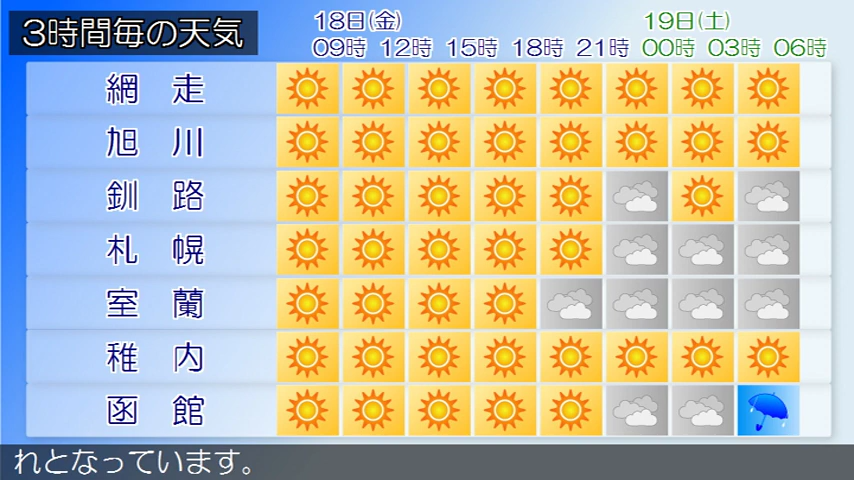 3時間毎の天気
18日(金) 19日(土)
09時 12時 15時 18時 21時 00時 03時 06時
網 走
旭 川
釧 路
札 幌
室 蘭
稚 内
函 館
れとなっています。